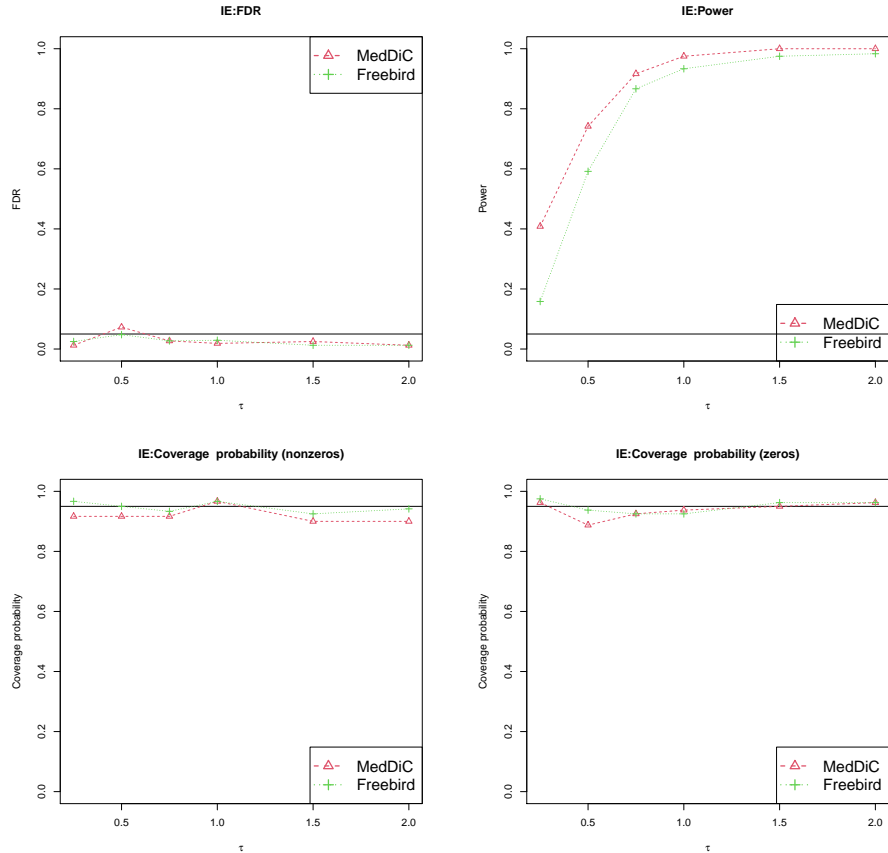 IE:FDR
MedDiC
Freebird
FDR
0.0 0.2 0.4 0.6 0.8 1.0
0.5 1.0 1.5 2.0
τ
IE:Power
MedDiC
Freebird
Power
0.0 0.2 0.4 0.6 0.8 1.0
0.5 1.0 1.5 2.0
τ
IE:Coverage probability (nonzeros)
MedDiC
Freebird
Coverage probability
0.0 0.2 0.4 0.6 0.8 1.0
0.5 1.0 1.5 2.0
τ
IE:Coverage probability (zeros)
MedDiC
Freebird
Coverage probability
0.0 0.2 0.4 0.6 0.8 1.0
0.5 1.0 1.5 2.0
τ